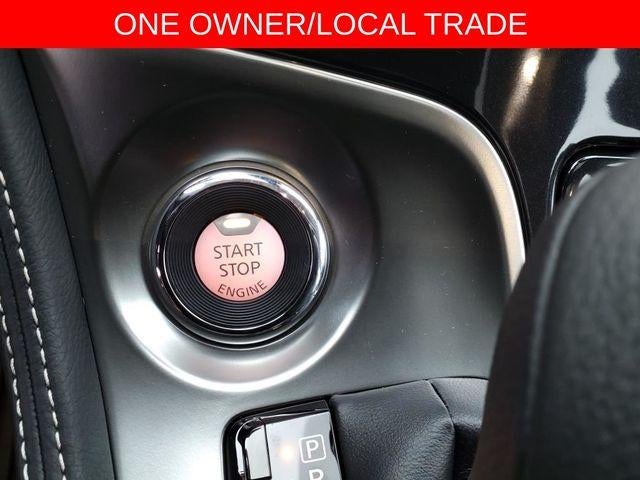 ONE OWNER/LOCAL TRADE
START
STOP
ENGINE
P
R